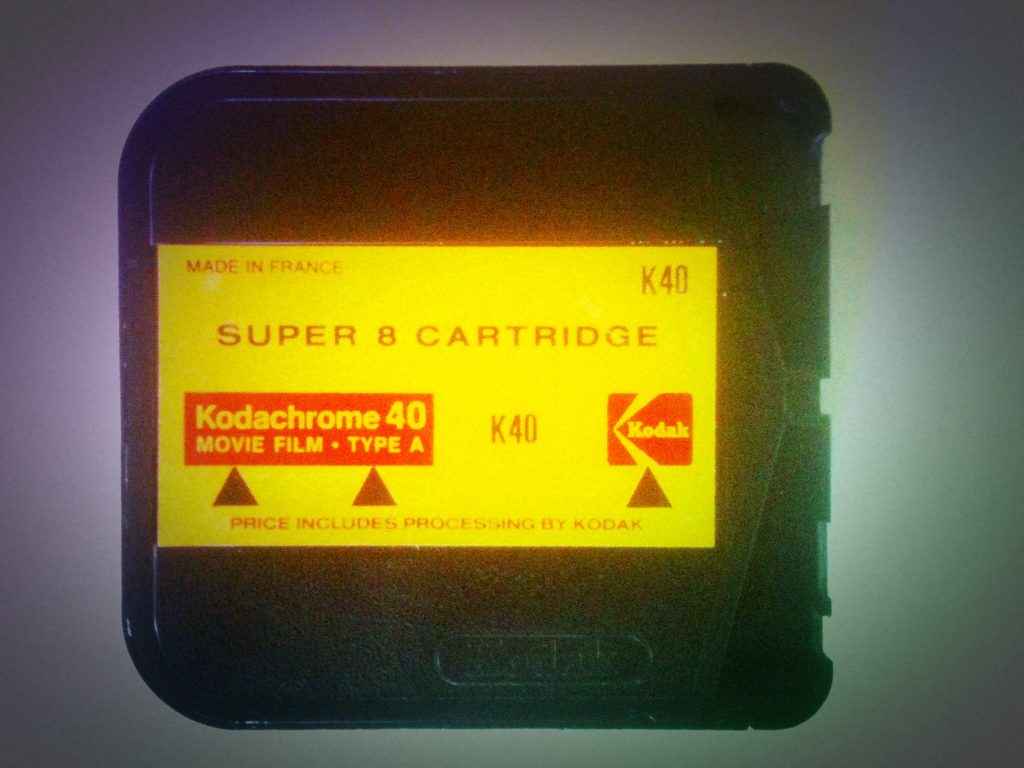 MADE IN FRANCE
K40
SUPER 8 CARTRIDGE
Kodachrome 40
MOVIE FILM • TYPE A
K40
Kodak
PRICE INCLUDES PROCESSING BY KODAK
Kodak